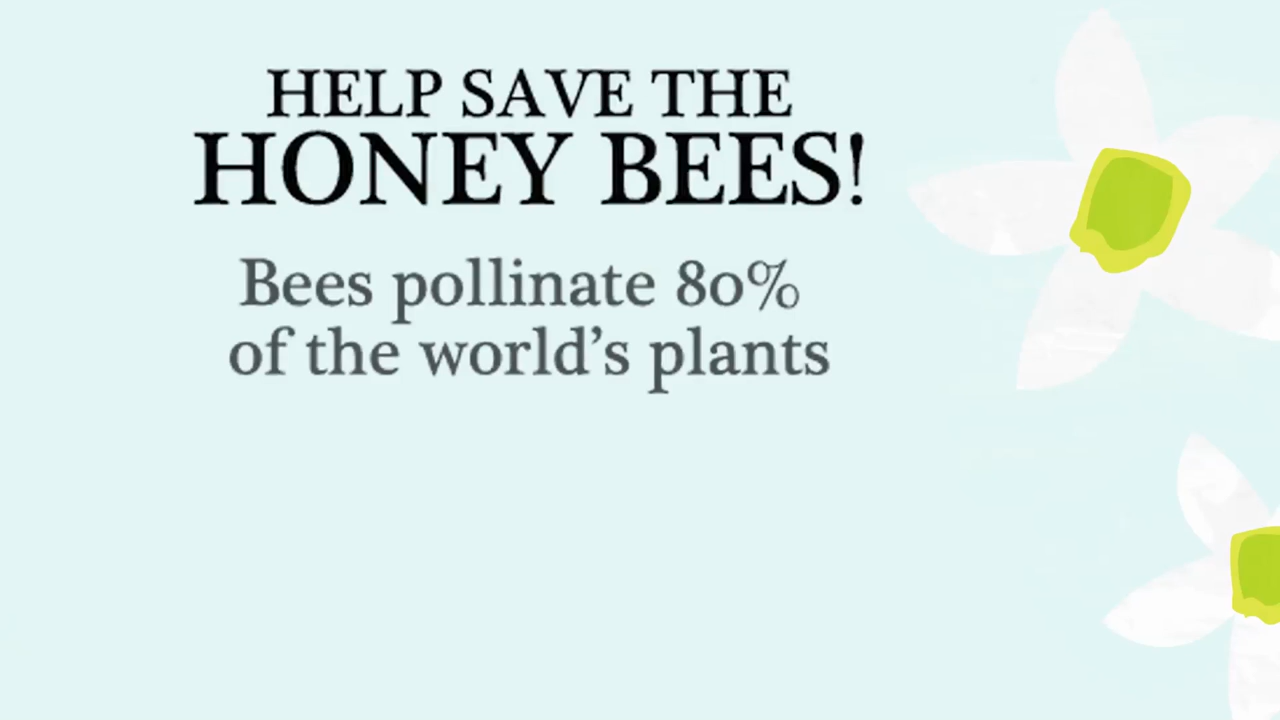 HELP SAVE THE
HONEY BEES!
Bees pollinate 80%
of the world’s plants